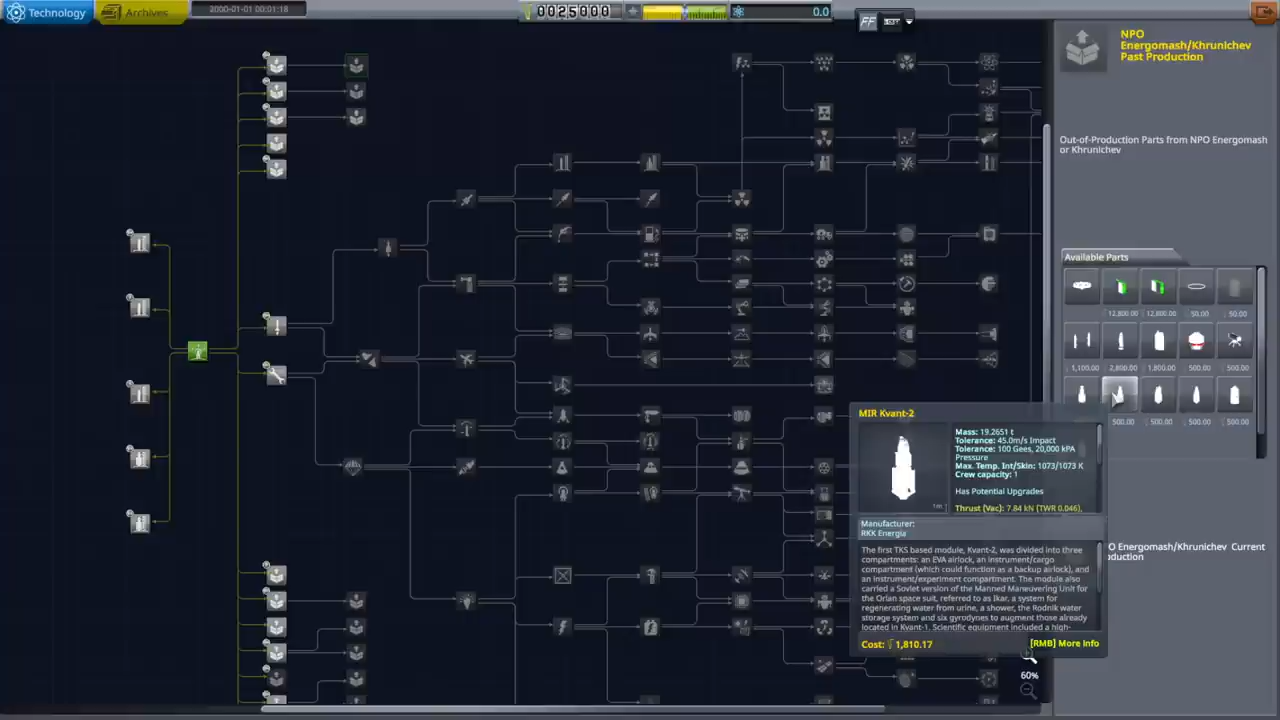 Technology
Archives
2000-01-01 00:01:18
0025000
0.0
FF
NPO
Energomash/Khrunichev
Past Production
Out-of-Production Parts from NPO Energomash
or Khrunichev
Available Parts
12,800.00 12,800.00 50.00 50.00
1,100.00 2,800.00 1,800.00 500.00 500.00
500.00 500.00 500.00 500.00
MIR Kvant-2
Mass: 19.2651 t
Tolerance: 45.0m/s Impact
Tolerance: 100 Gees, 20,000 kPA
Pressure
Max. Temp. Int/Skin: 1073/1073 K
Crew capacity: 1
Has Potential Upgrades
Thrust (Vac): 7.84 kN (TWR 0.046),
1m.
Manufacturer:
RKK Energia
The first TKS based module, Kvant-2, was divided into three
compartments: an EVA airlock, an instrument/cargo
compartment (which could function as a backup airlock), and
an instrument/experiment compartment. The module also
carried a Soviet version of the Manned Maneuvering Unit for
the Orlan space suit, referred to as Ikar, a system for
regenerating water from urine, a shower, the Rodnik water
storage system and six gyrodynes to augment those already
located in Kvant-1. Scientific equipment included a high-
Cost: 1,810.17
[RMB] More Info
O Energomash/Khrunichev Current
oduction
60%